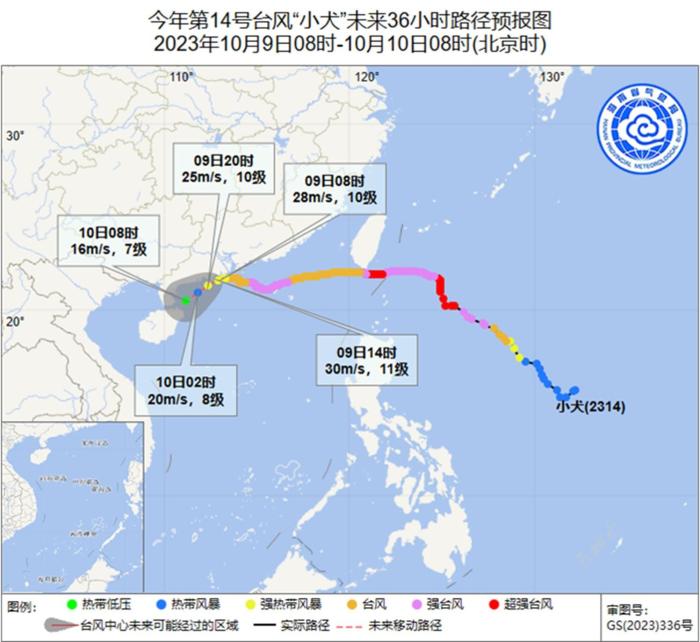 今年第14号台风“小犬”未来36小时路径预报图
2023年10月9日08时-10月10日08时(北京时)
110°
120°
130°
30°
20°
HAINAN PROVINCIAL METEOROLOGICAL BUREAU
09日20时
25m/s，10级
09日08时
28m/s，10级
10日08时
16m/s，7级
09日14时
30m/s，11级
10日02时
20m/s，8级
小犬(2314)
图例:
热带低压
热带风暴
强热带风暴
台风
强台风
超强台风
台风中心未来可能经过的区域
实际路径
未来移动路径
审图号:
GS(2023)336号